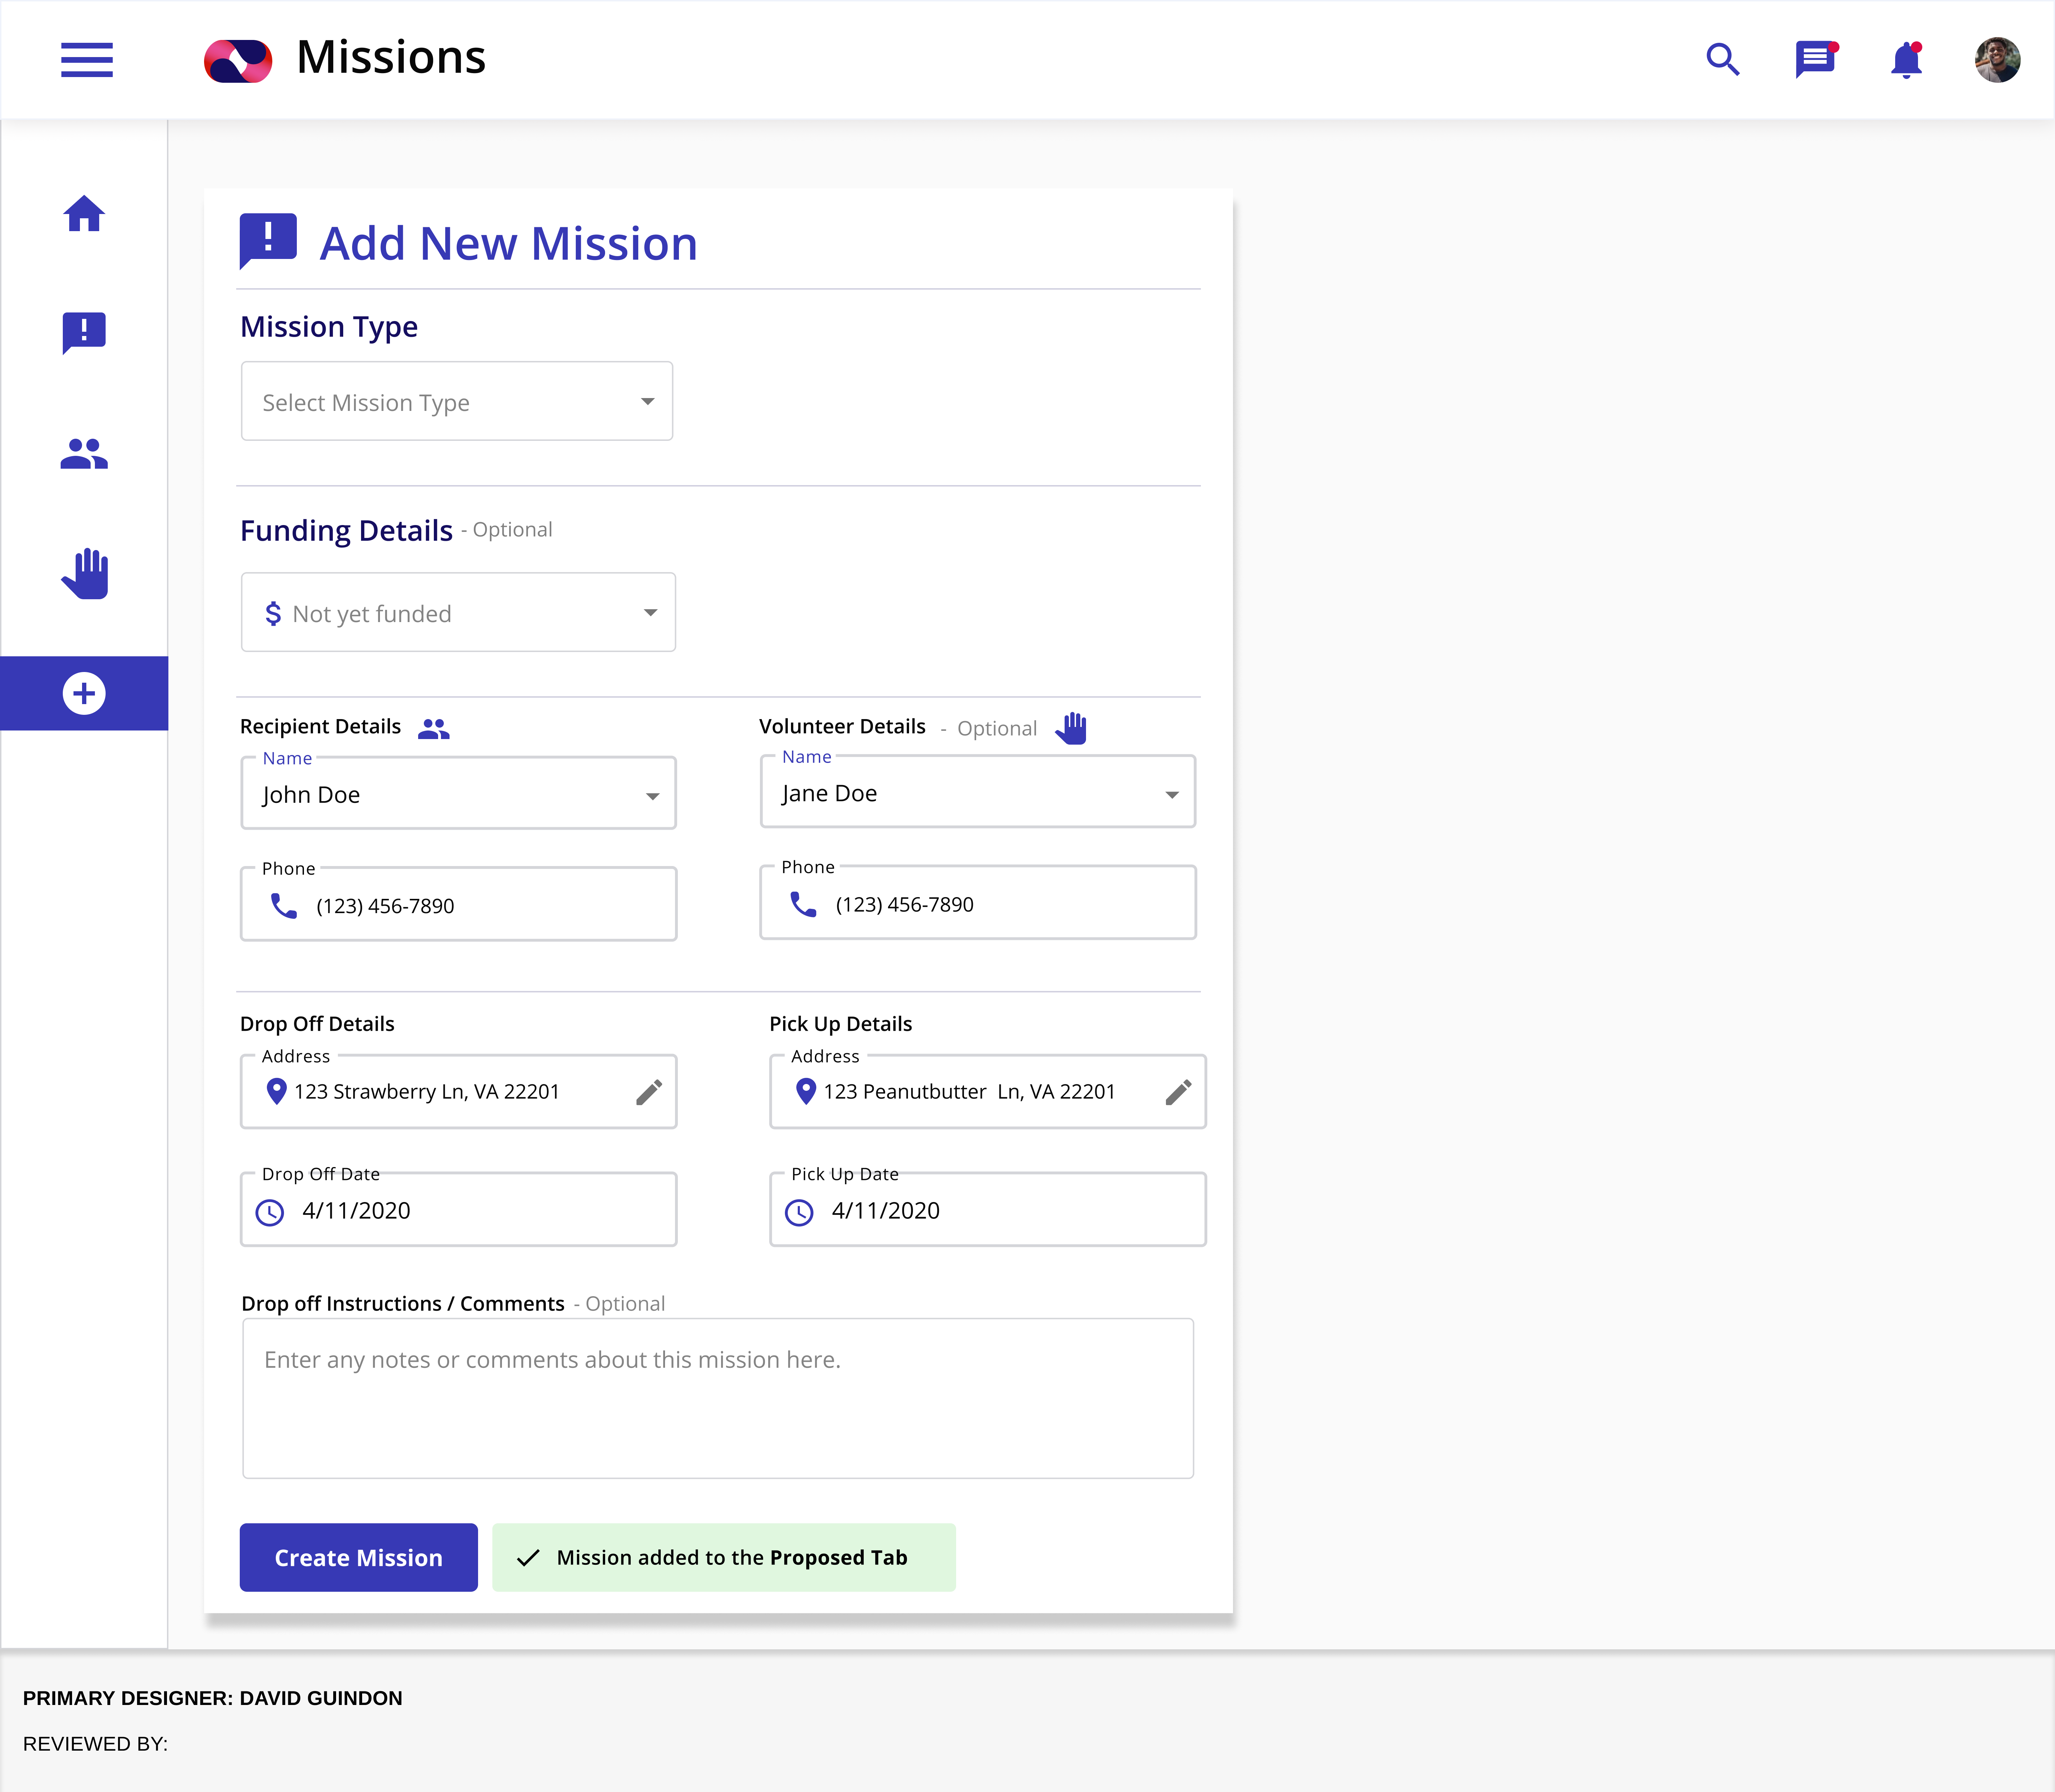 Missions
Add New Mission
Mission Type
Select Mission Type
Funding Details - Optional
$ Not yet funded
Recipient Details
Name
John Doe
Phone
(123) 456-7890
Volunteer Details - Optional
Name
Jane Doe
Phone
(123) 456-7890
Drop Off Details
Address
123 Strawberry Ln, VA 22201
Drop Off Date
4/11/2020
Pick Up Details
Address
123 Peanutbutter Ln, VA 22201
Pick Up Date
4/11/2020
Drop off Instructions / Comments - Optional
Enter any notes or comments about this mission here.
Create Mission
Mission added to the Proposed Tab
PRIMARY DESIGNER: DAVID GUINDON
REVIEWED BY: